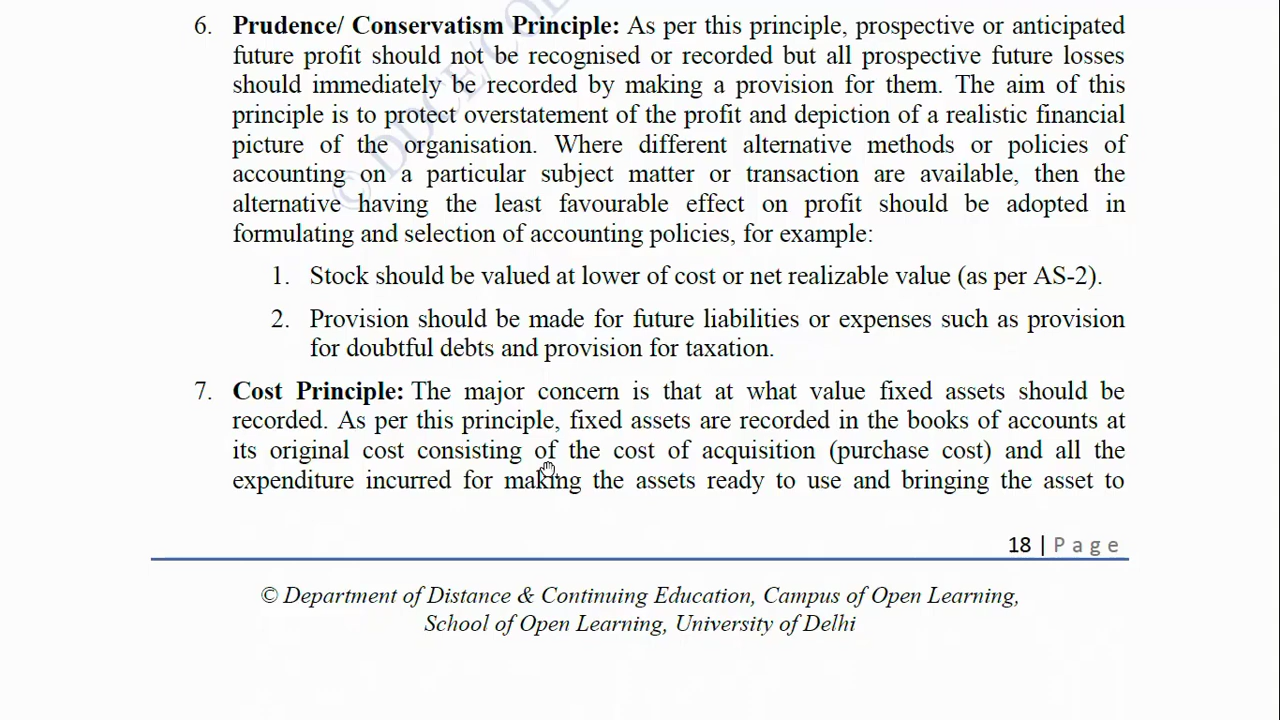 6. Prudence/ Conservatism Principle: As per this principle, prospective or anticipated
future profit should not be recognised or recorded but all prospective future losses
should immediately be recorded by making a provision for them. The aim of this
principle is to protect overstatement of the profit and depiction of a realistic financial
picture of the organisation. Where different alternative methods or policies of
accounting on a particular subject matter or transaction are available, then the
alternative having the least favourable effect on profit should be adopted in
formulating and selection of accounting policies, for example:
1. Stock should be valued at lower of cost or net realizable value (as per AS-2).
2. Provision should be made for future liabilities or expenses such as provision
for doubtful debts and provision for taxation.
7. Cost Principle: The major concern is that at what value fixed assets should be
recorded. As per this principle, fixed assets are recorded in the books of accounts at
its original cost consisting of the cost of acquisition (purchase cost) and all the
expenditure incurred for making the assets ready to use and bringing the asset to
18 | Page
© Department of Distance & Continuing Education, Campus of Open Learning,
School of Open Learning, University of Delhi